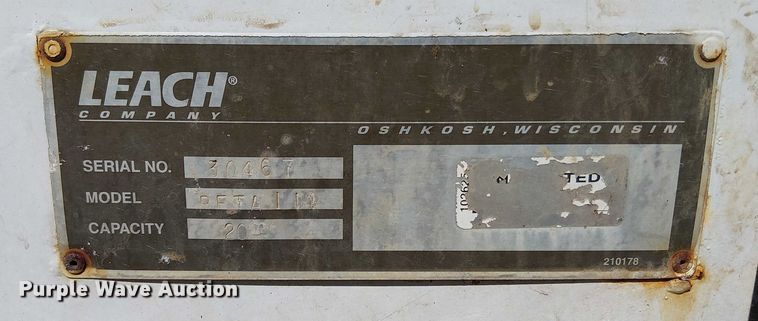 LEACH®
COMPANY
OSHKOSH, WISCONSIN
SERIAL NO. 30467
MODEL
CAPACITY
TED
210178
Purple Wave Auction